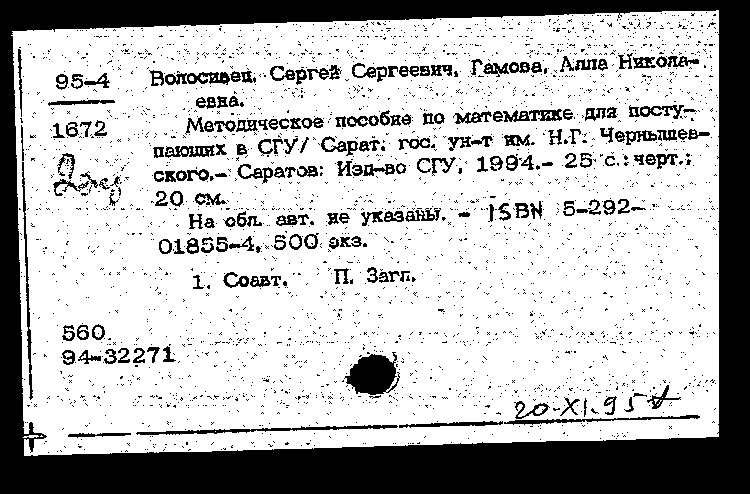 95-4
Волосивец, Сергей Сергеевич, Гамова, Алла Никола-
евна.
1672
Методическое пособие по математике для посту-
пающих в СГУ/ Сарат. гос. ун-т им. Н.Г. Чернышев-
ского.- Саратов: Изд-во СГУ, 1994.- 25 с.: черт.;
20 см.
На обл. авт. не указаны. - ISBN 5-292-
01855-4, 500 экз.
1. Соавт. П. Загл.
560
94-32271
20-XI-95